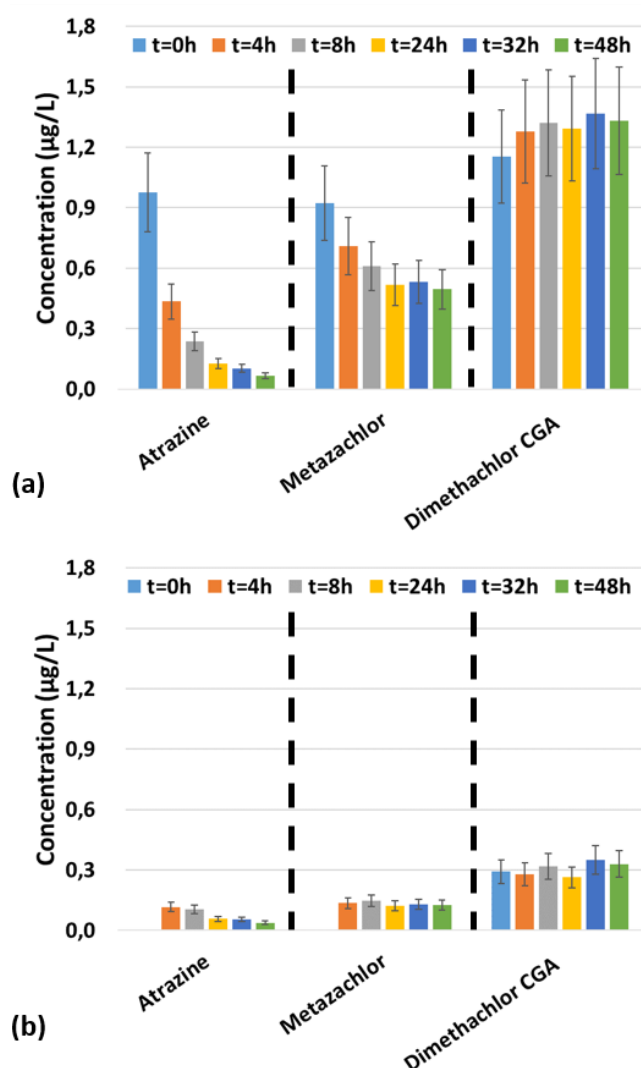 1,8
t=0h t=4h t=8h t=24h t=32h t=48h
1,5
1,2
0,9
0,6
0,3
0,0
Concentration (µg/L)
Atrazine
Metazachlor
Dimethachlor CGA
(a)
1,8
t=0h t=4h t=8h t=24h t=32h t=48h
1,5
1,2
0,9
0,6
0,3
0,0
Concentration (µg/L)
Atrazine
Metazachlor
Dimethachlor CGA
(b)